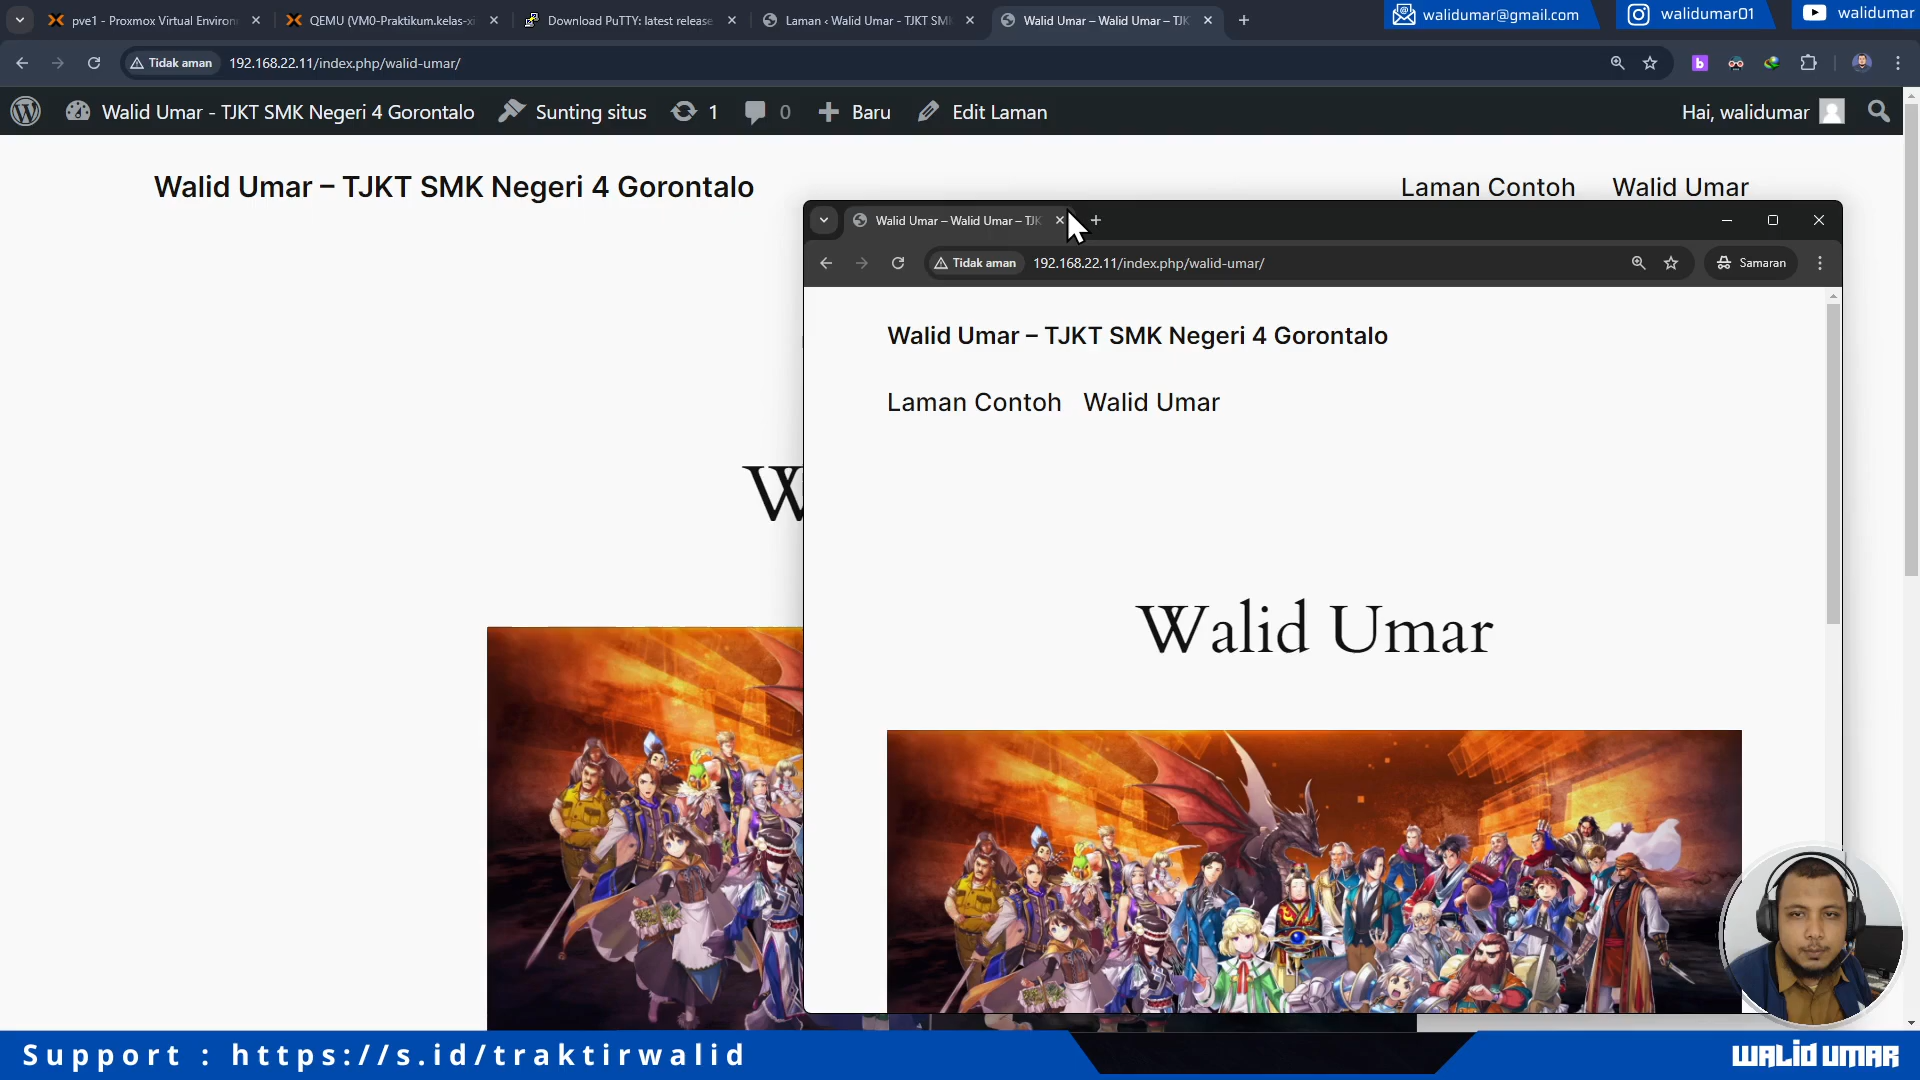 pve1 - Proxmox Virtual Environ
QEMU (VM0-Praktikum.kelas-xi
Download PuTTY: latest release
Laman ‹ Walid Umar - TJKT SMK
Walid Umar – Walid Umar – TJK
walidumar@gmail.com
walidumar01
walidumar
Tidak aman
192.168.22.11/index.php/walid-umar/
Walid Umar - TJKT SMK Negeri 4 Gorontalo
Sunting situs
1
0
Baru
Edit Laman
Hai, walidumar
Walid Umar – TJKT SMK Negeri 4 Gorontalo
Laman Contoh
Walid Umar
W
Walid Umar – Walid Umar – TJK
Tidak aman
192.168.22.11/index.php/walid-umar/
Samaran
Walid Umar – TJKT SMK Negeri 4 Gorontalo
Laman Contoh
Walid Umar
Walid Umar
Support : https://s.id/traktirwalid
WALID UMAR